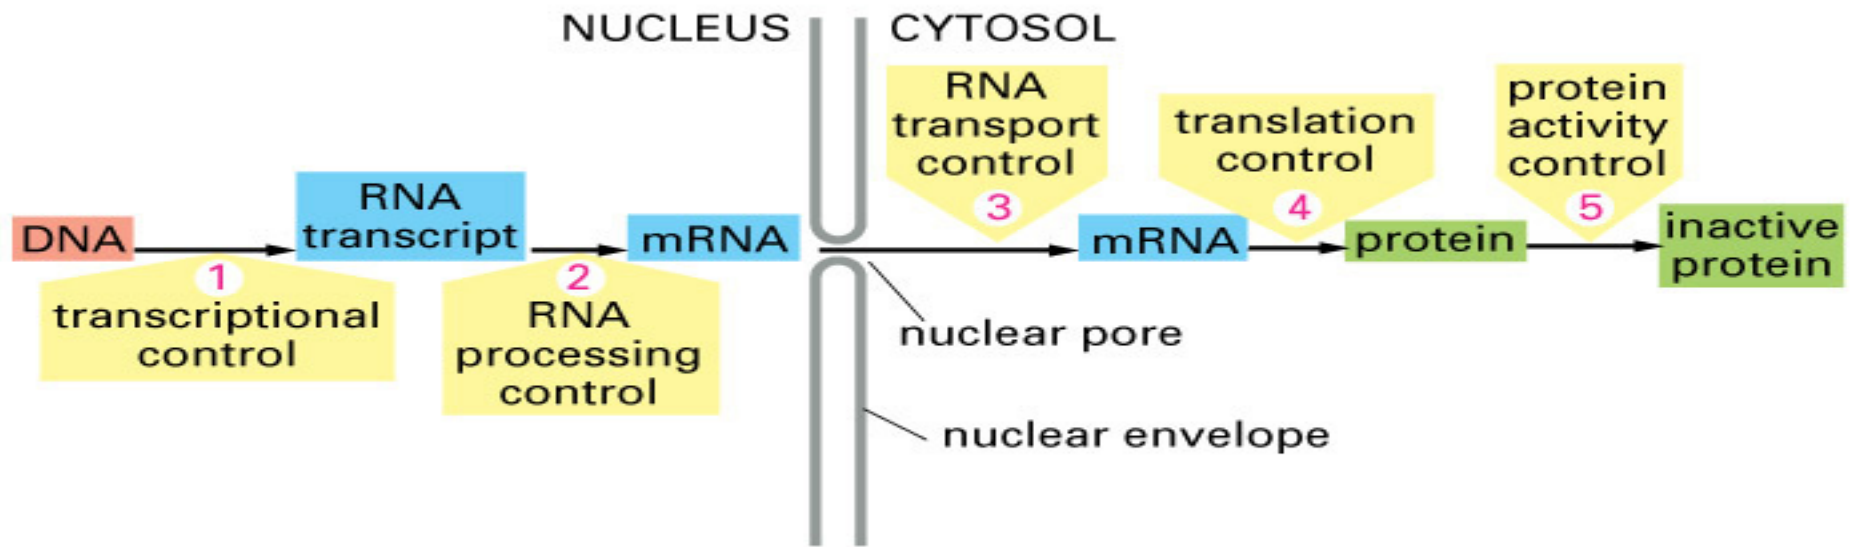 NUCLEUS
CYTOSOL
RNA
transport
control
3
translation
control
4
protein
activity
control
5
DNA
RNA
transcript
mRNA
mRNA
protein
inactive
protein
1
transcriptional
control
2
RNA
processing
control
nuclear pore
nuclear envelope